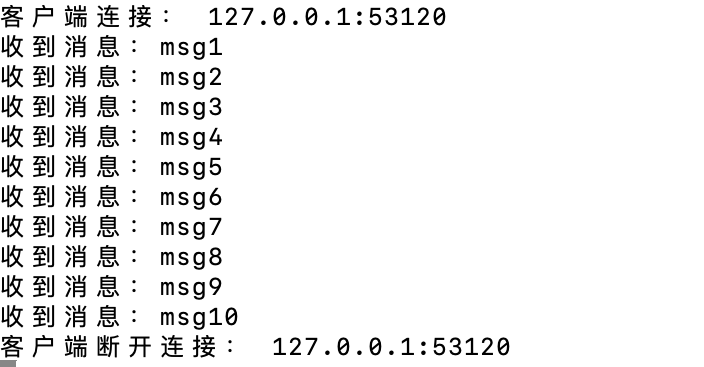 客户端连接： 127.0.0.1:53120
收到消息：msg1
收到消息：msg2
收到消息：msg3
收到消息：msg4
收到消息：msg5
收到消息：msg6
收到消息：msg7
收到消息：msg8
收到消息：msg9
收到消息：msg10
客户端断开连接： 127.0.0.1:53120